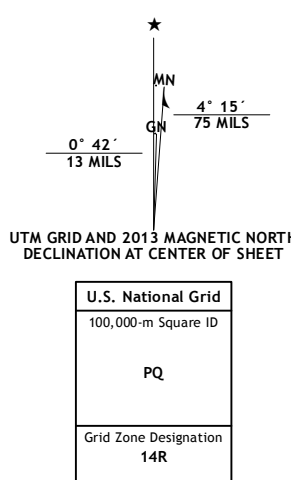 MN
GN
4° 15´
75 MILS
0° 42´
13 MILS
UTM GRID AND 2013 MAGNETIC NORTH
DECLINATION AT CENTER OF SHEET
U.S. National Grid
100,000-m Square ID
PQ
Grid Zone Designation
14R